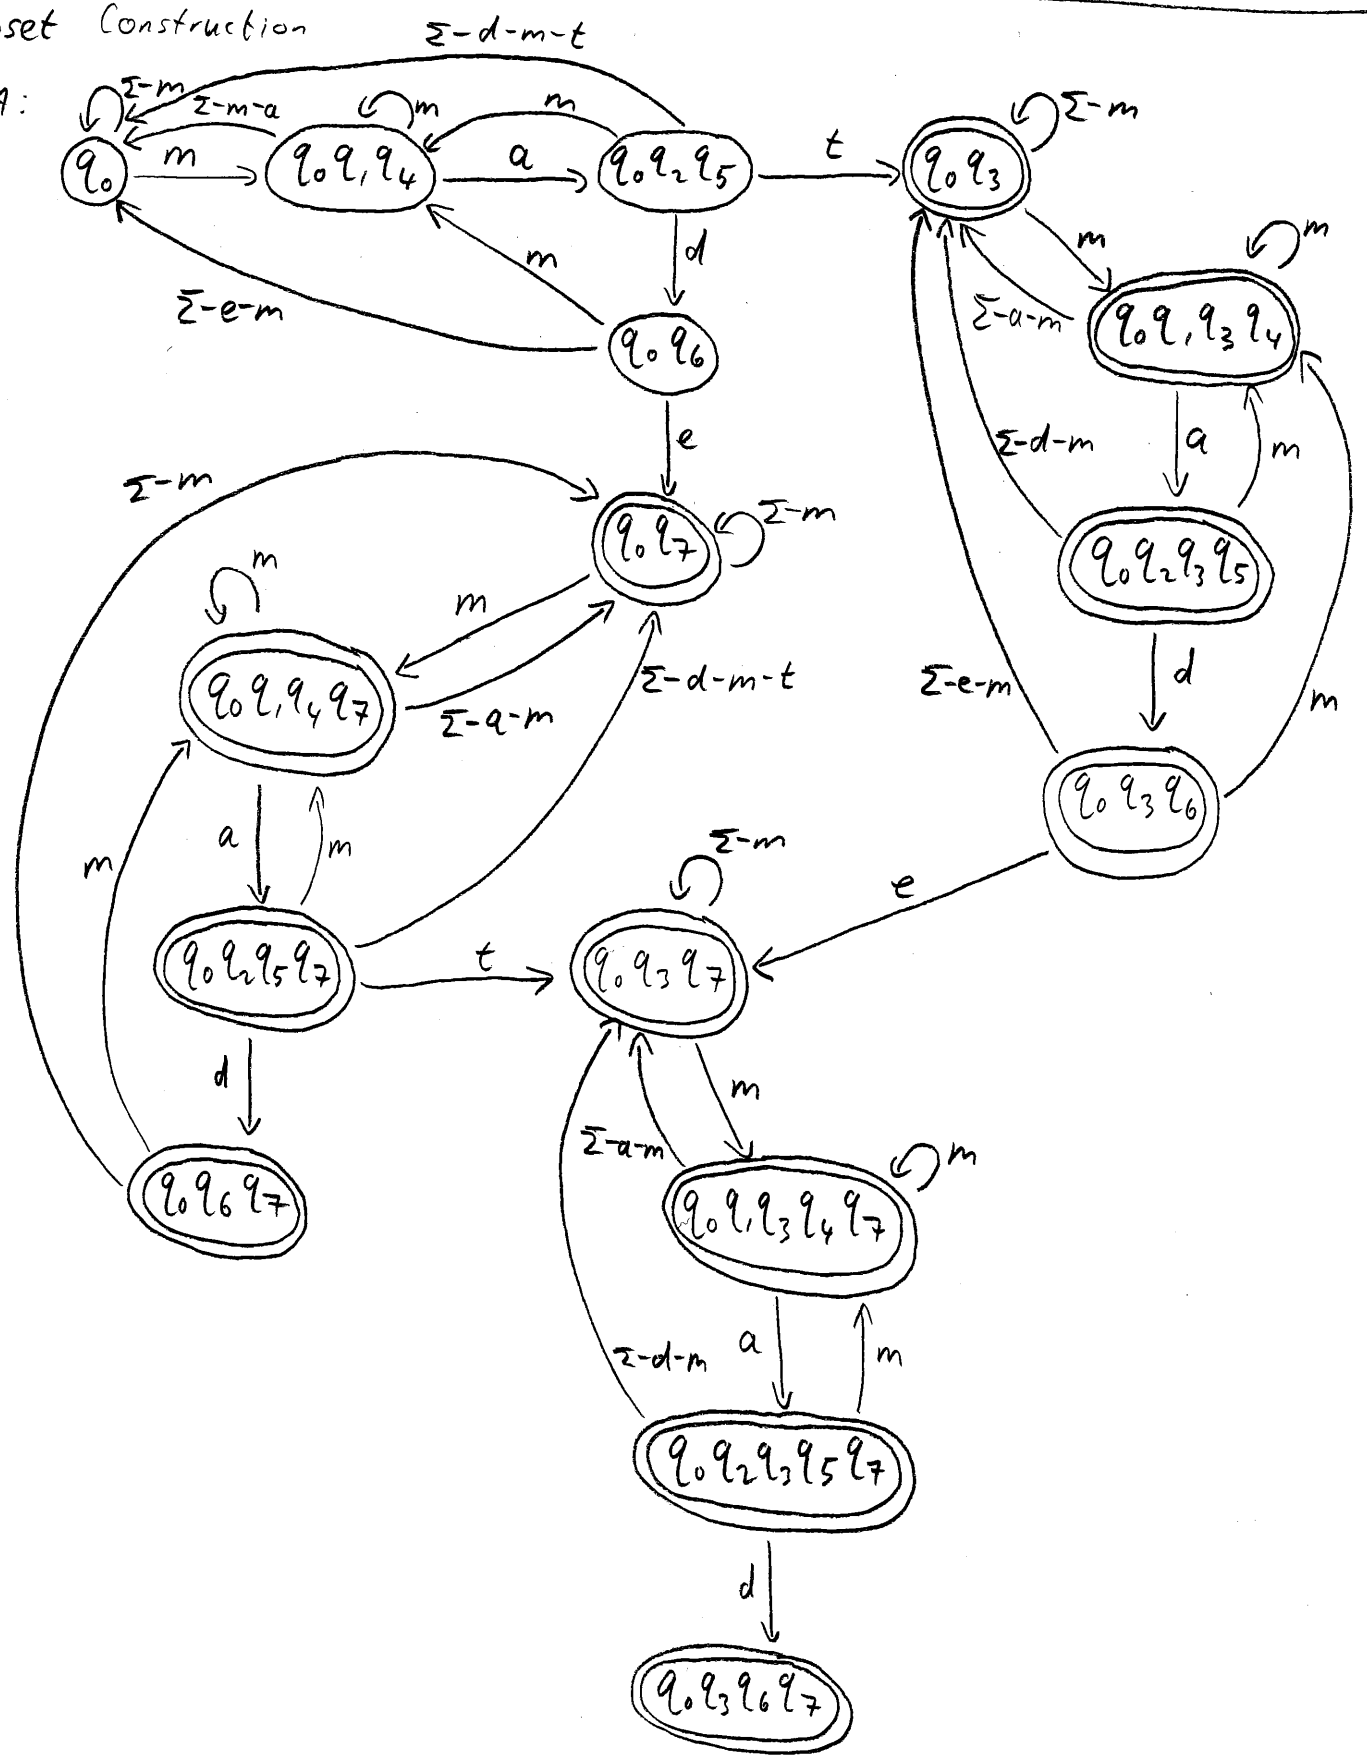 set Construction
Σ-d-m-t
A:
Σ-m
Σ-m-a
m
m
Σ-m
q₀
m
q₀q₁q₄
a
q₀q₂q₅
t
q₀q₃
m
m
d
m
Σ-e-m
Σ-a-m
q₀q₁q₃q₄
q₀q₆
e
Σ-d-m
a
m
Σ-m
q₀q₇
Σ-m
q₀q₂q₃q₅
m
m
q₀q₁q₄q₇
Σ-a-m
Σ-d-m-t
Σ-e-m
d
m
q₀q₃q₆
a
m
m
Σ-m
e
q₀q₂q₅q₇
t
q₀q₃q₇
d
m
Σ-a-m
m
q₀q₆q₇
q₀q₁q₃q₄q₇
Σ-d-m
a
m
q₀q₂q₃q₅q₇
d
q₀q₃q₆q₇